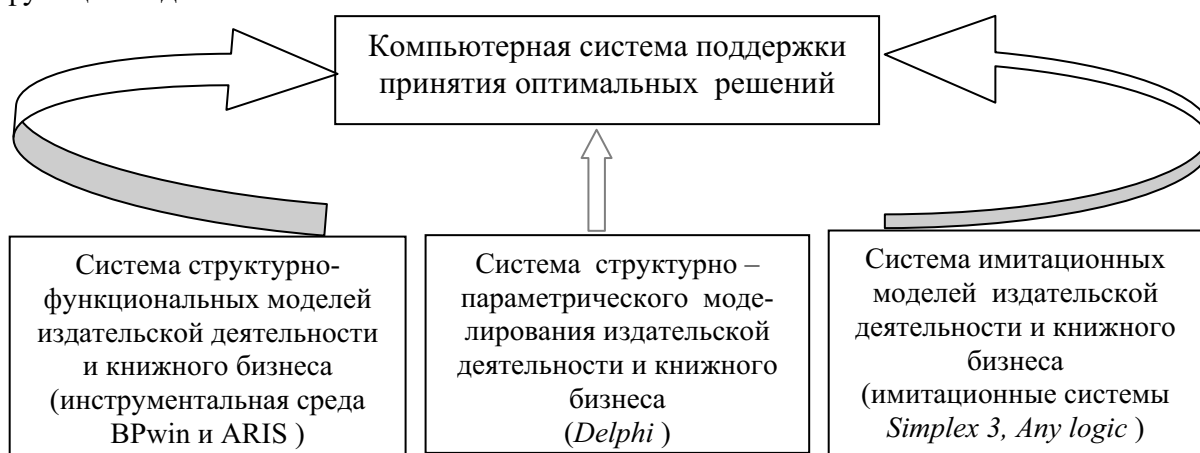 Компьютерная система поддержки
принятия оптимальных решений
Система структурно-
функциональных моделей
издательской деятельности
и книжного бизнеса
(инструментальная среда
BPwin и ARIS )
Система структурно –
параметрического моде-
лирования издательской
деятельности и книжного
бизнеса
(Delphi )
Система имитационных
моделей издательской
деятельности и книжного
бизнеса
(имитационные системы
Simplex 3, Any logic )